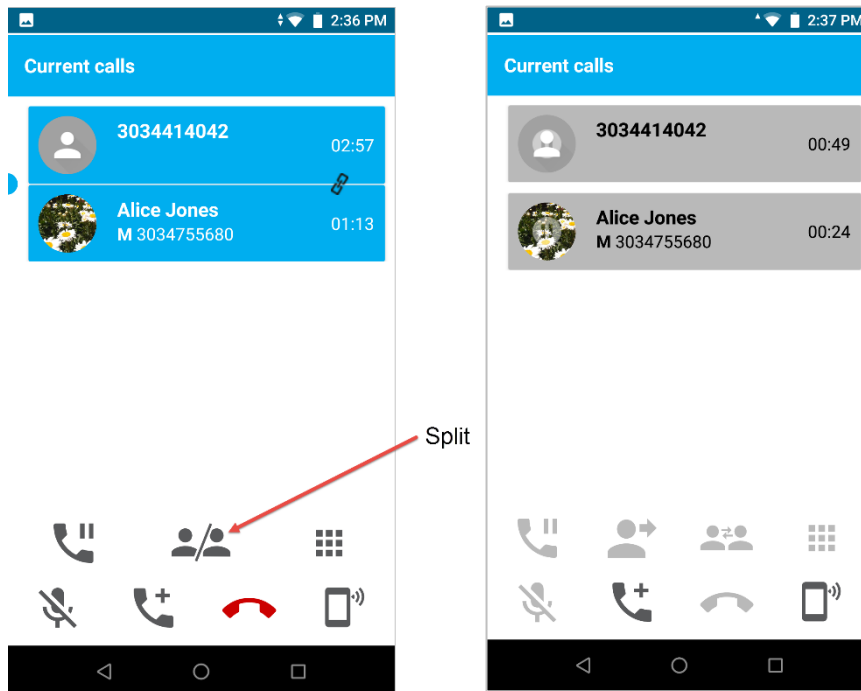 2:36 PM
Current calls
3034414042
02:57
Alice Jones
M 3034755680
01:13
Split
2:37 PM
Current calls
3034414042
00:49
Alice Jones
M 3034755680
00:24